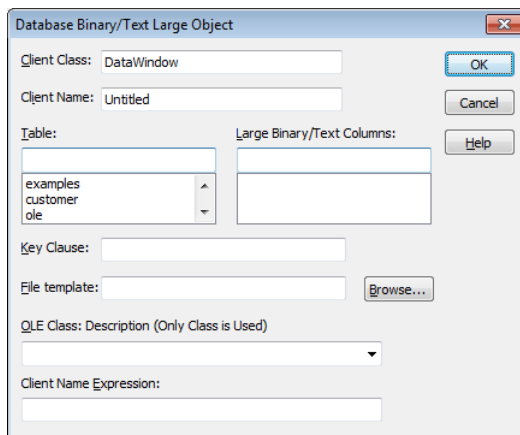 Database Binary/Text Large Object
Client Class: DataWindow
OK
Client Name: Untitled
Cancel
Table: Large Binary/Text Columns:
Help
examples
customer
ole
Key Clause:
File template: Browse...
OLE Class: Description (Only Class is Used)
Client Name Expression: